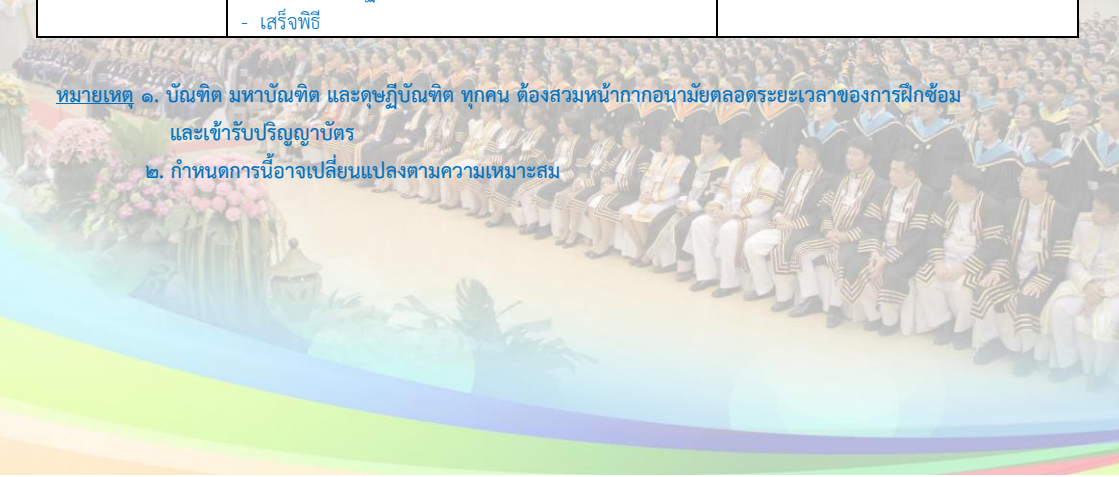 - เสร็จพิธี
หมายเหตุ ๑. บัณฑิต มหาบัณฑิต และดุษฎีบัณฑิต ทุกคน ต้องสวมหน้ากากอนามัยตลอดระยะเวลาของการฝึกซ้อม
และเข้ารับปริญญาบัตร
๒. กำหนดการนี้อาจเปลี่ยนแปลงตามความเหมาะสม